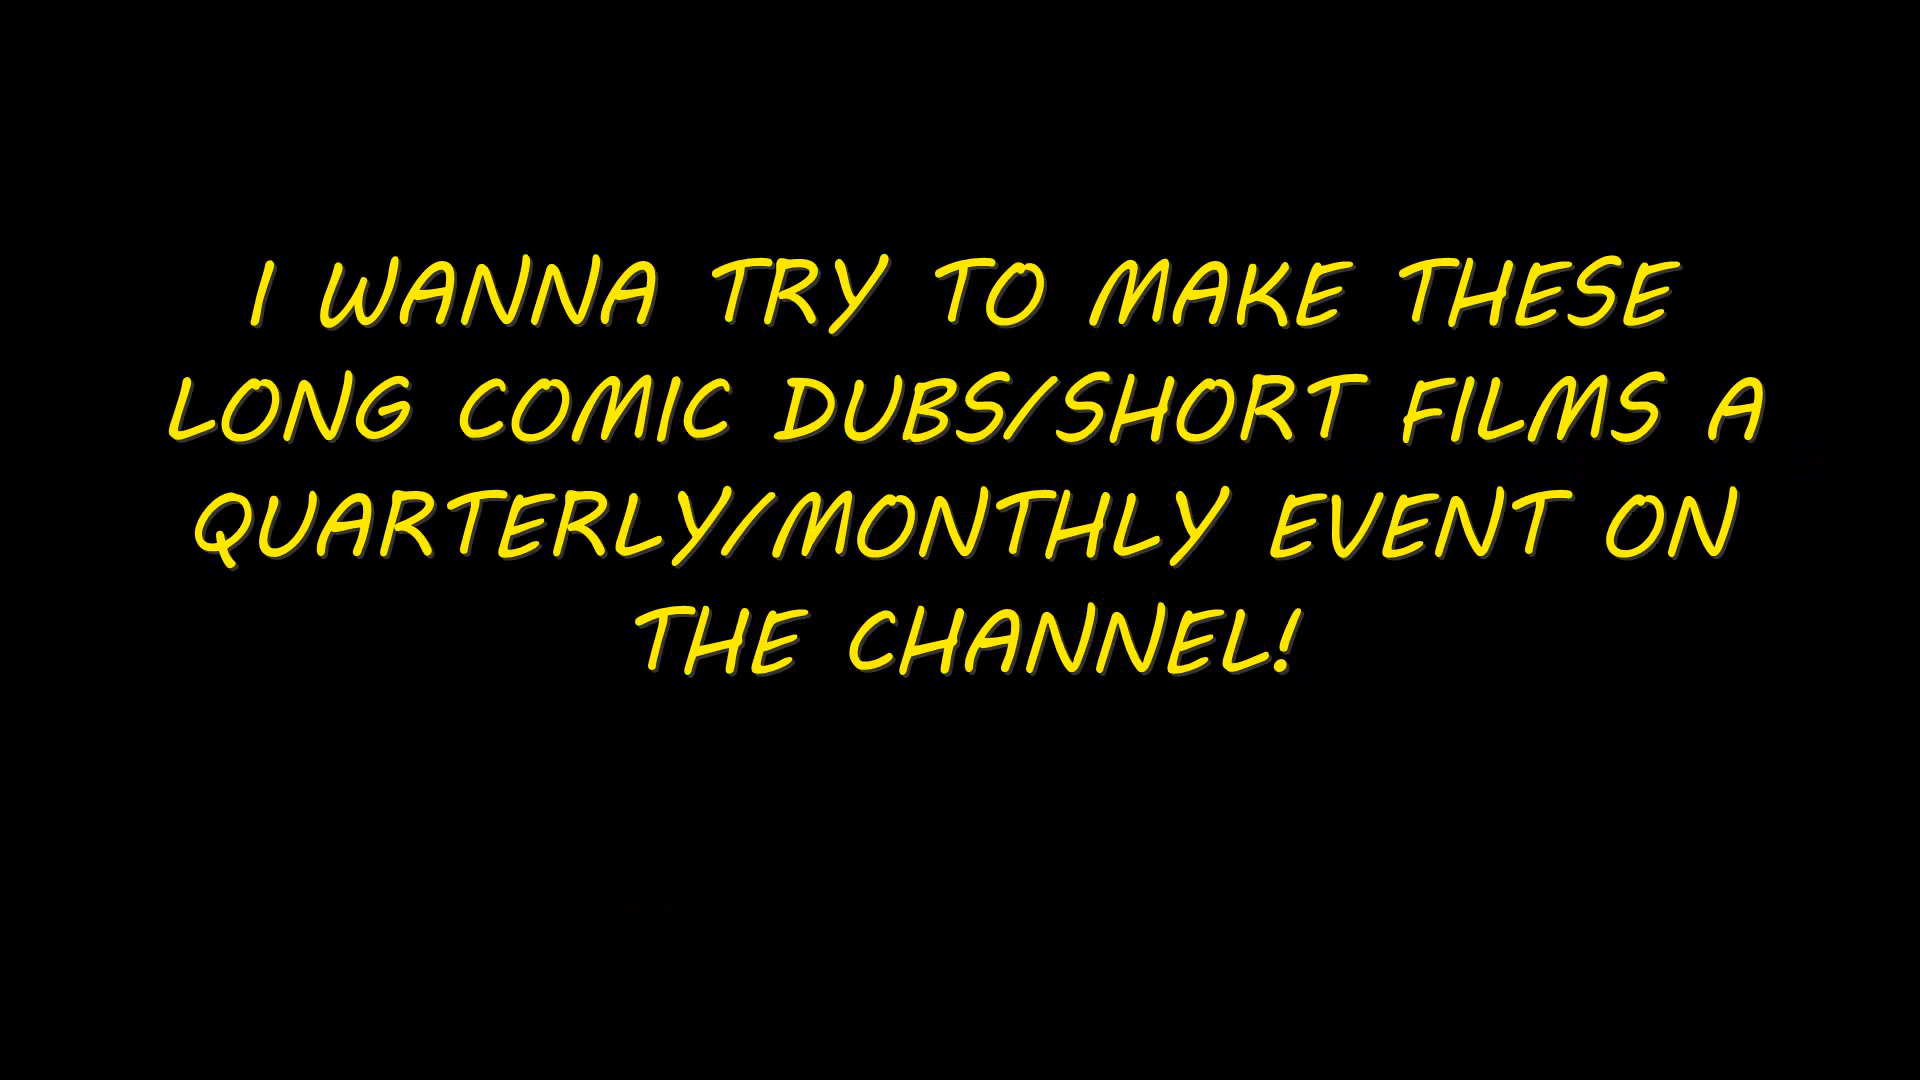 I WANNA TRY TO MAKE THESE
LONG COMIC DUBS/SHORT FILMS A
QUARTERLY/MONTHLY EVENT ON
THE CHANNEL!